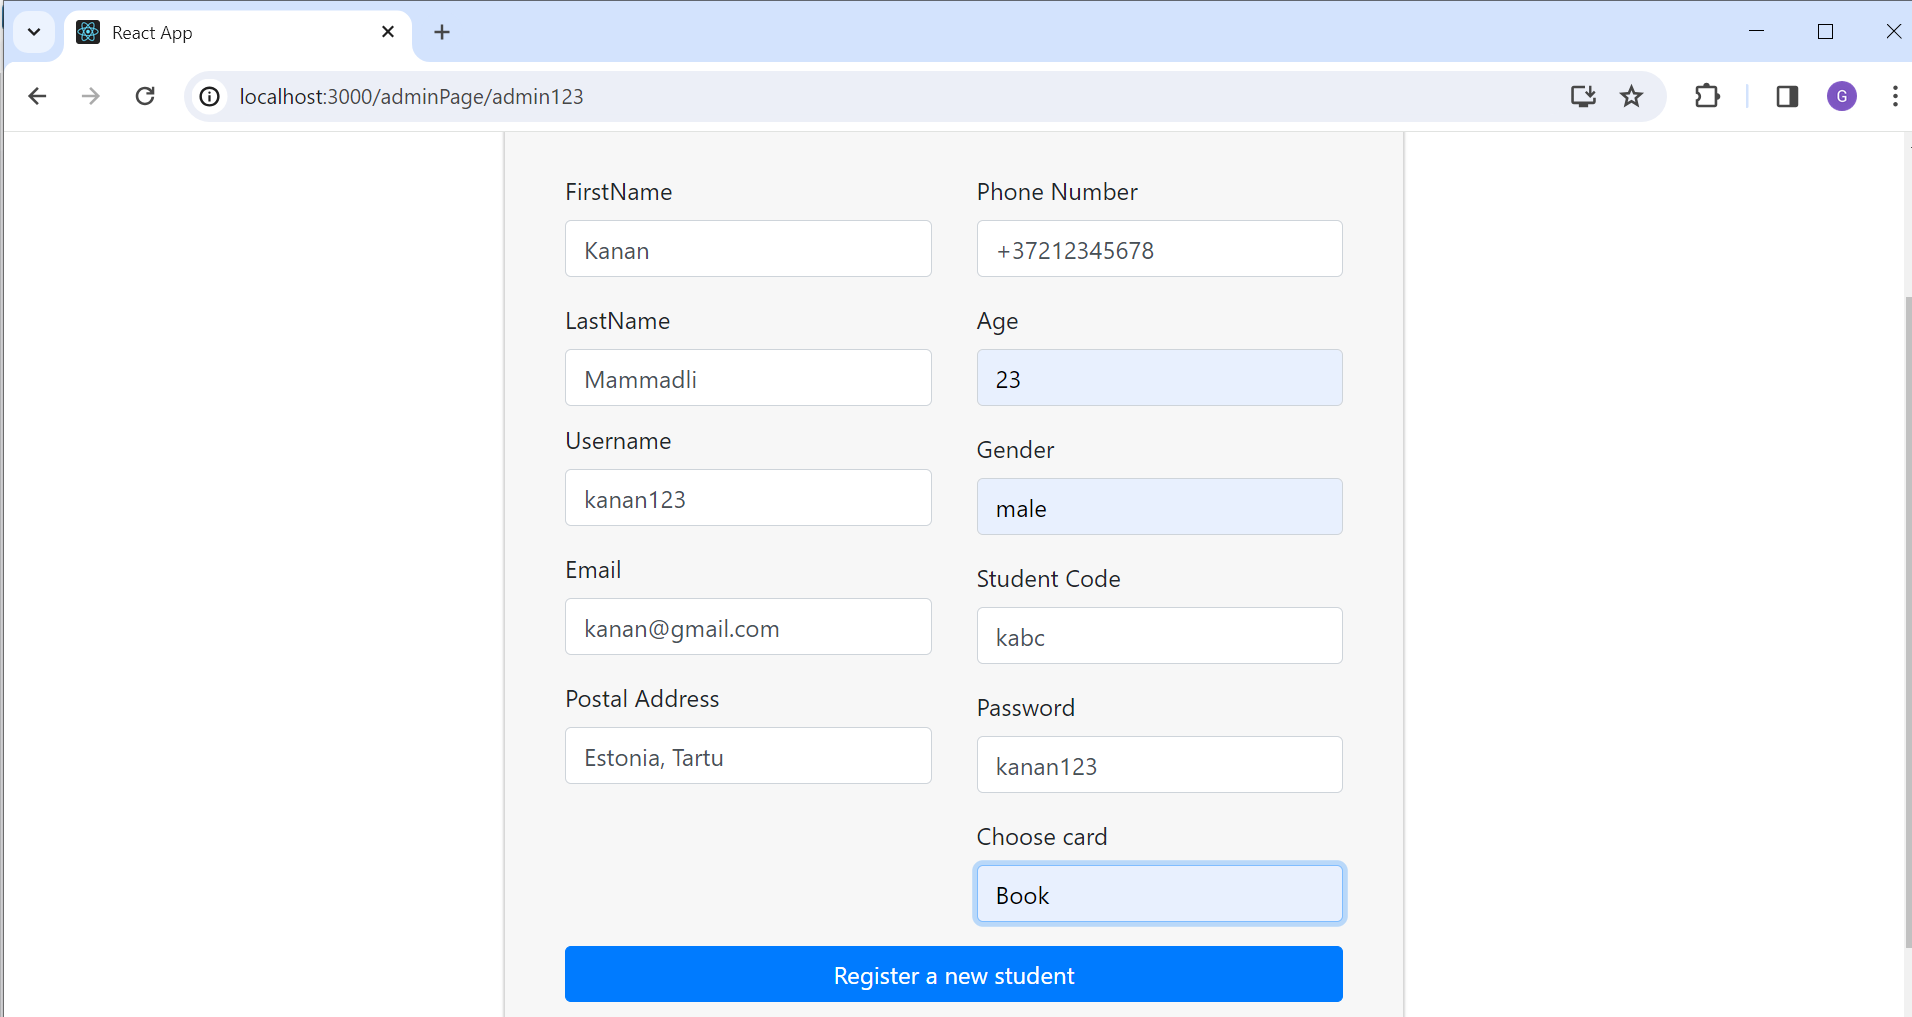 React App
localhost:3000/adminPage/admin123
G
FirstName
Kanan
LastName
Mammadli
Username
kanan123
Email
kanan@gmail.com
Postal Address
Estonia, Tartu
Phone Number
+37212345678
Age
23
Gender
male
Student Code
kabc
Password
kanan123
Choose card
Book
Register a new student